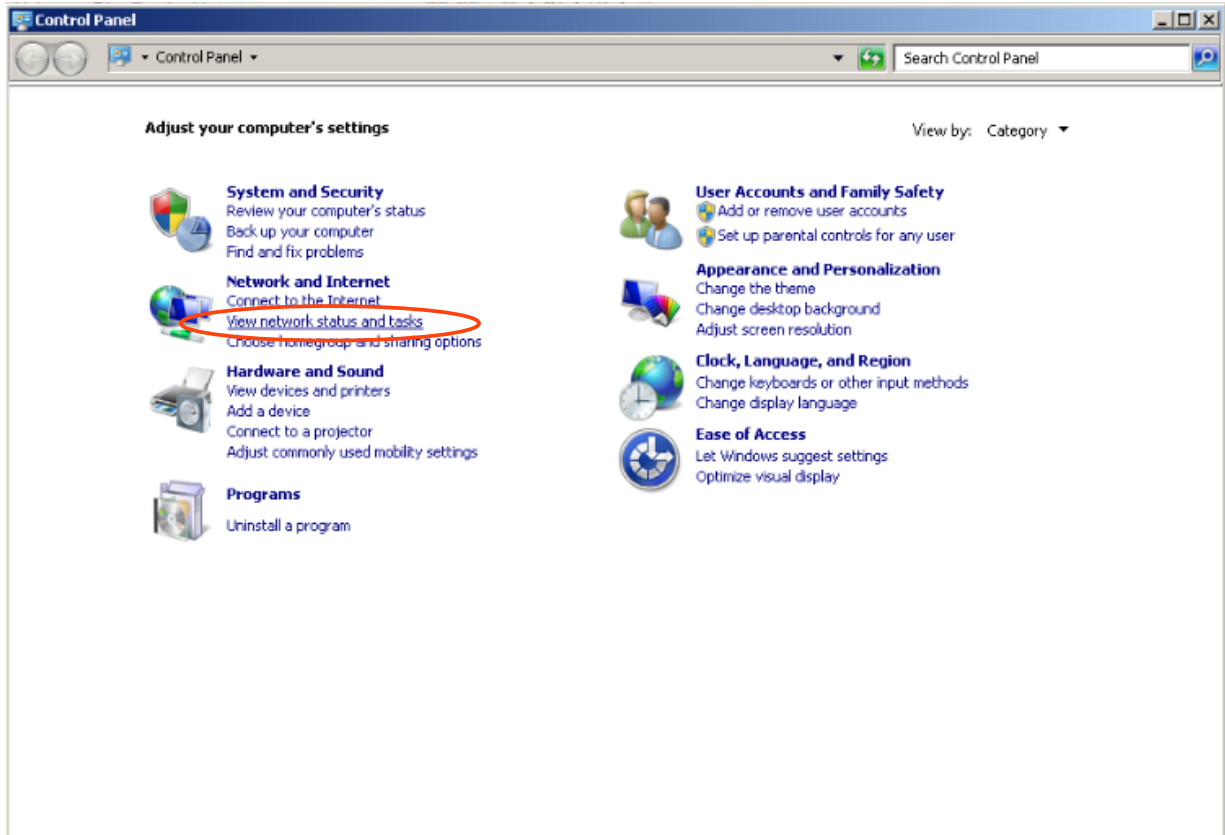 Control Panel
Control Panel
Search Control Panel
Adjust your computer's settings
View by: Category
System and Security
Review your computer's status
Back up your computer
Find and fix problems
Network and Internet
Connect to the Internet
View network status and tasks
Choose homegroup and sharing options
Hardware and Sound
View devices and printers
Add a device
Connect to a projector
Adjust commonly used mobility settings
Programs
Uninstall a program
User Accounts and Family Safety
Add or remove user accounts
Set up parental controls for any user
Appearance and Personalization
Change the theme
Change desktop background
Adjust screen resolution
Clock, Language, and Region
Change keyboards or other input methods
Change display language
Ease of Access
Let Windows suggest settings
Optimize visual display